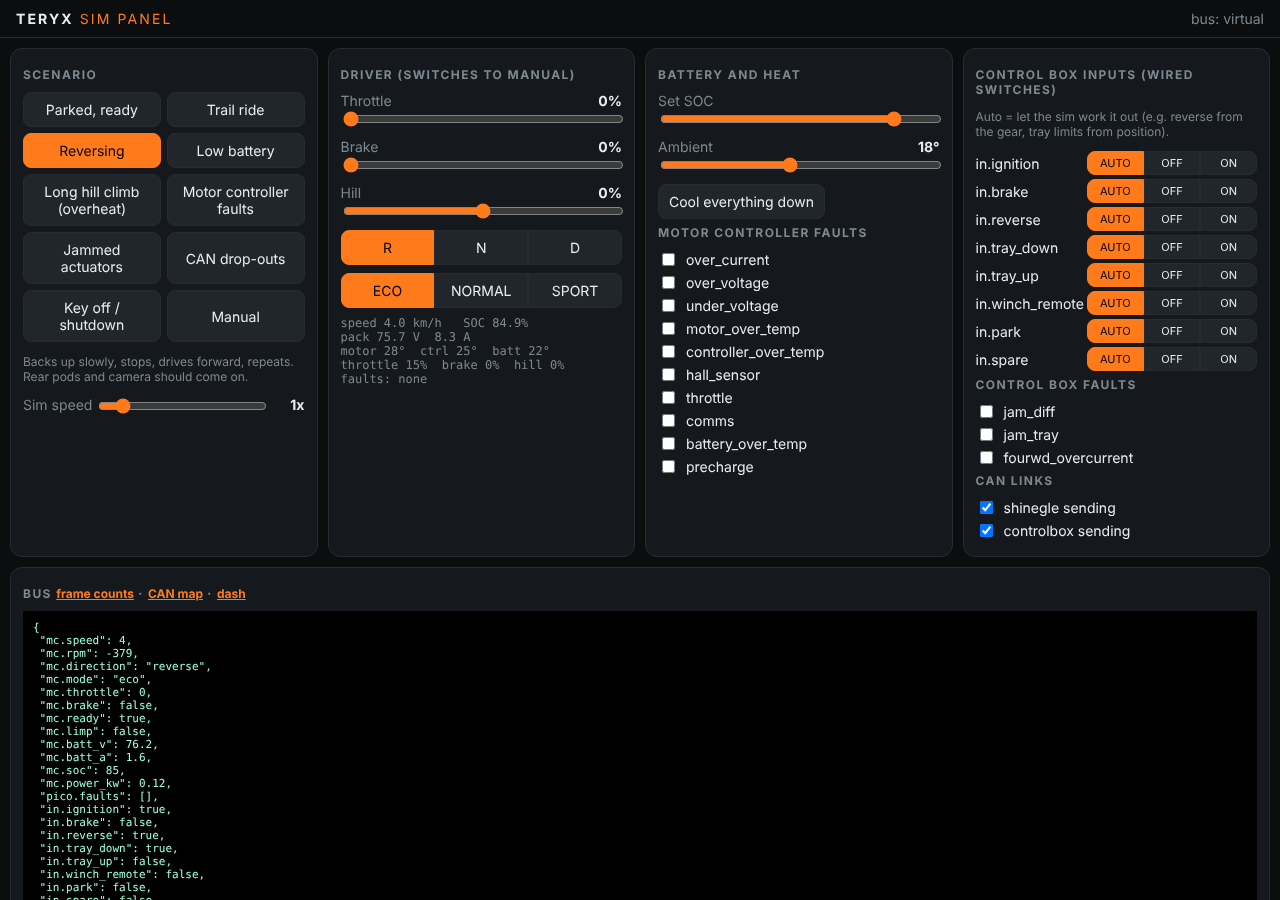 TERYX SIM PANEL
bus: virtual
SCENARIO
Parked, ready
Trail ride
Reversing
Low battery
Long hill climb
(overheat)
Motor controller
faults
Jammed
actuators
CAN drop-outs
Key off /
shutdown
Manual
Backs up slowly, stops, drives forward, repeats.
Rear pods and camera should come on.
Sim speed 1x
DRIVER (SWITCHES TO MANUAL)
Throttle 0%
Brake 0%
Hill 0%
R N D
ECO NORMAL SPORT
speed 4.0 km/h SOC 84.9%
pack 75.7 V 8.3 A
motor 28° ctrl 25° batt 22°
throttle 15% brake 0% hill 0%
faults: none
BATTERY AND HEAT
Set SOC
Ambient 18°
Cool everything down
MOTOR CONTROLLER FAULTS
over_current
over_voltage
under_voltage
motor_over_temp
controller_over_temp
hall_sensor
throttle
comms
battery_over_temp
precharge
CONTROL BOX INPUTS (WIRED
SWITCHES)
Auto = let the sim work it out (e.g. reverse from
the gear, tray limits from position).
in.ignition AUTO OFF ON
in.brake AUTO OFF ON
in.reverse AUTO OFF ON
in.tray_down AUTO OFF ON
in.tray_up AUTO OFF ON
in.winch_remote AUTO OFF ON
in.park AUTO OFF ON
in.spare AUTO OFF ON
CONTROL BOX FAULTS
jam_diff
jam_tray
fourwd_overcurrent
CAN LINKS
shinegle sending
controlbox sending
BUS frame counts · CAN map · dash
{
"mc.speed": 4,
"mc.rpm": -379,
"mc.direction": "reverse",
"mc.mode": "eco",
"mc.throttle": 0,
"mc.brake": false,
"mc.ready": true,
"mc.limp": false,
"mc.batt_v": 76.2,
"mc.batt_a": 1.6,
"mc.soc": 85,
"mc.power_kw": 0.12,
"pico.faults": [],
"in.ignition": true,
"in.brake": false,
"in.reverse": true,
"in.tray_down": true,
"in.tray_up": false,
"in.winch_remote": false,
"in.park": false,
"in.spare": false,